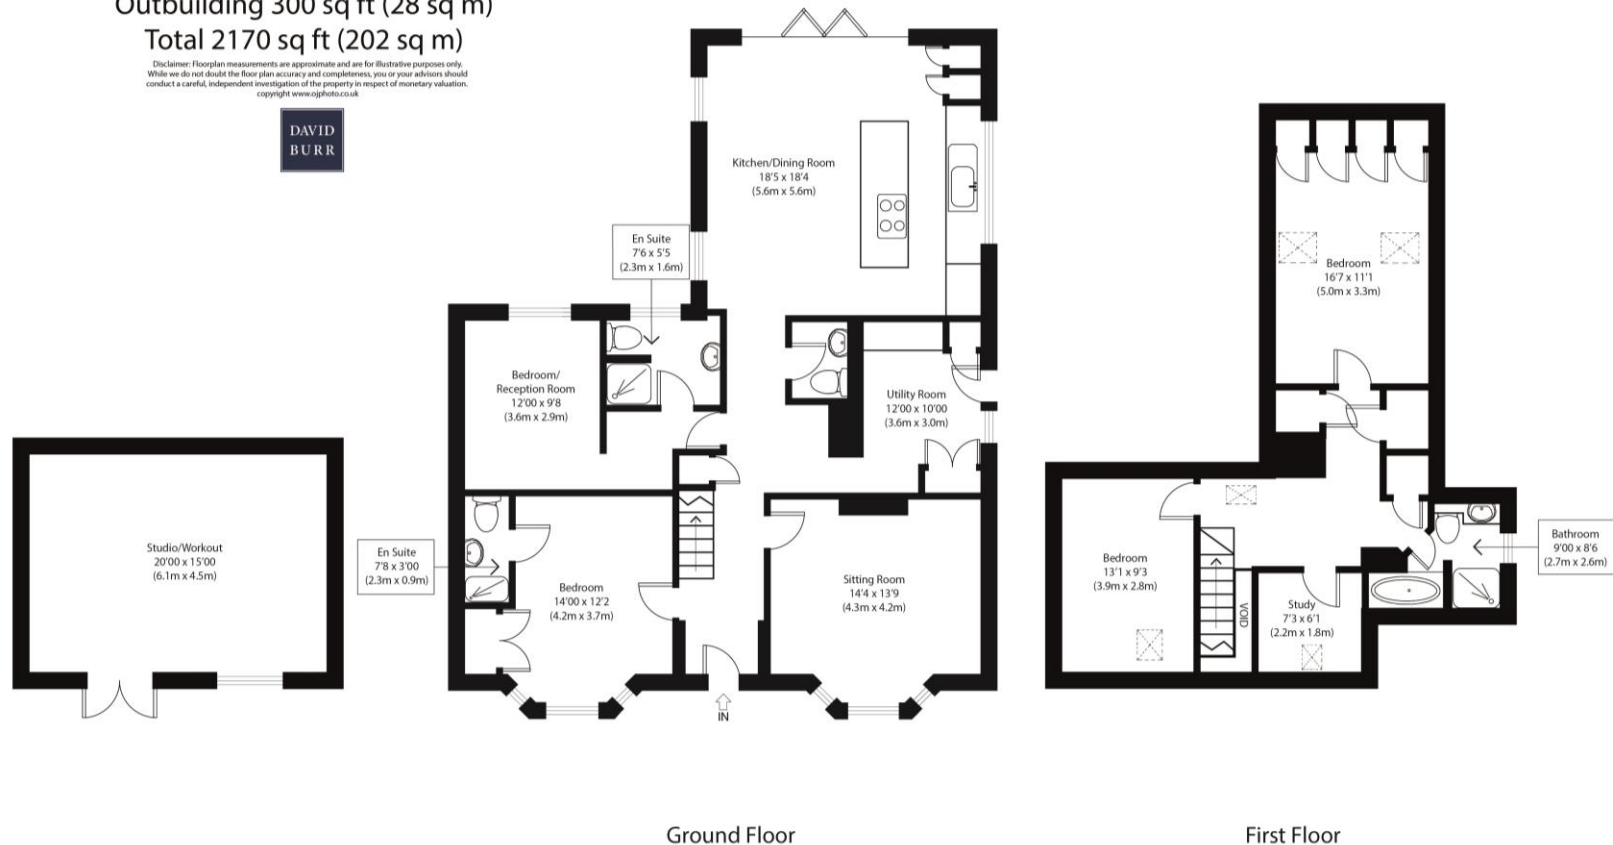 Outbuilding 300 sq ft (28 sq m)
Total 2170 sq ft (202 sq m)
Disclaimer: Floorplan measurements are approximate and are for illustrative purposes only.
While we do not doubt the floor plan accuracy and completeness, you or your advisors should
conduct a careful, independent investigation of the property in respect of monetary valuation.
copyright www.ojphoto.co.uk
DAVID
BURR
Kitchen/Dining Room
18'5 x 18'4
(5.6m x 5.6m)
En Suite
7'6 x 5'5
(2.3m x 1.6m)
Bedroom/
Reception Room
12'00 x 9'8
(3.6m x 2.9m)
Utility Room
12'00 x 10'00
(3.6m x 3.0m)
Studio/Workout
20'00 x 15'00
(6.1m x 4.5m)
En Suite
7'8 x 3'00
(2.3m x 0.9m)
Bedroom
14'00 x 12'2
(4.2m x 3.7m)
Sitting Room
14'4 x 13'9
(4.3m x 4.2m)
IN
Bedroom
16'7 x 11'1
(5.0m x 3.3m)
Bedroom
13'1 x 9'3
(3.9m x 2.8m)
VOID
Study
7'3 x 6'1
(2.2m x 1.8m)
Bathroom
9'00 x 8'6
(2.7m x 2.6m)
Ground Floor
First Floor